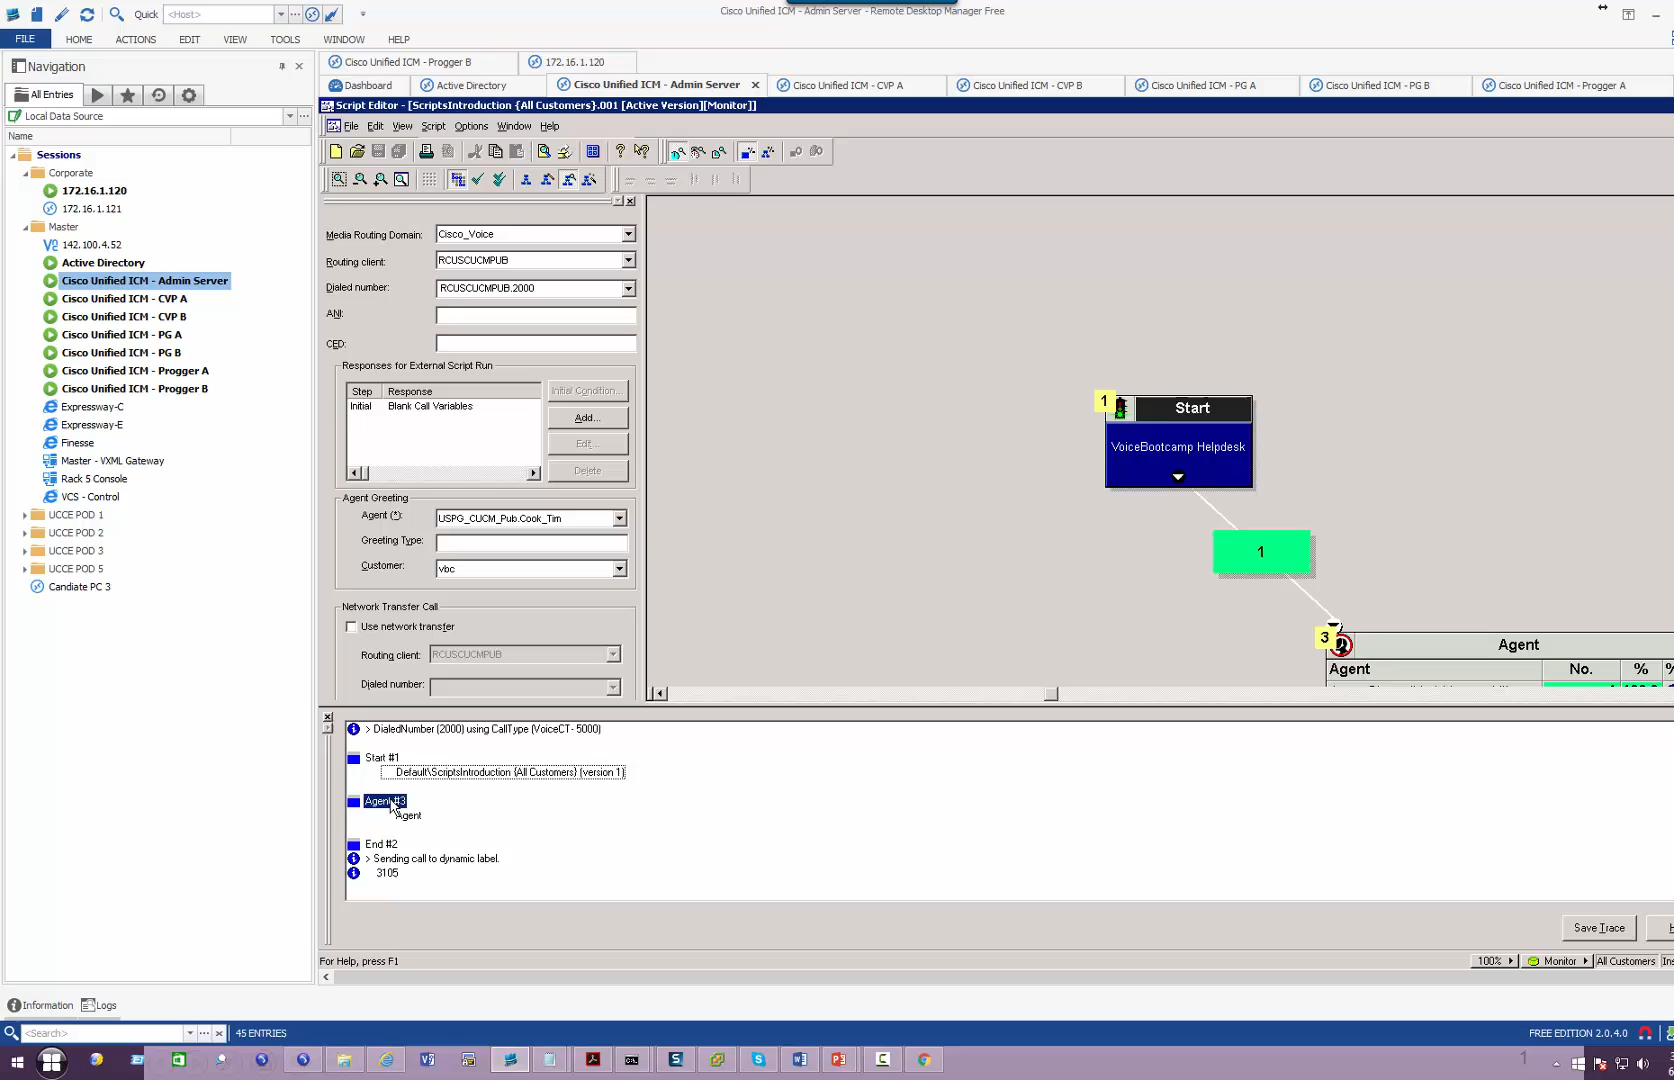 Quick
<Host>
Cisco Unified ICM - Admin Server - Remote Desktop Manager Free
FILE
HOME
ACTIONS
EDIT
VIEW
TOOLS
WINDOW
HELP
Navigation
All Entries
Local Data Source
Name
Sessions
Corporate
172.16.1.120
172.16.1.121
Master
142.100.4.52
Active Directory
Cisco Unified ICM - Admin Server
Cisco Unified ICM - CVP A
Cisco Unified ICM - CVP B
Cisco Unified ICM - PG A
Cisco Unified ICM - PG B
Cisco Unified ICM - Progger A
Cisco Unified ICM - Progger B
Expressway-C
Expressway-E
Finesse
Master - VXML Gateway
Rack 5 Console
VCS - Control
UCCE POD 1
UCCE POD 2
UCCE POD 3
UCCE POD 5
Candiate PC 3
Cisco Unified ICM - Progger B
172.16.1.120
Dashboard
Active Directory
Cisco Unified ICM - Admin Server
Cisco Unified ICM - CVP A
Cisco Unified ICM - CVP B
Cisco Unified ICM - PG A
Cisco Unified ICM - PG B
Cisco Unified ICM - Progger A
Script Editor - [ScriptsIntroduction {All Customers}.001 [Active Version][Monitor]]
File Edit View Script Options Window Help
Media Routing Domain: Cisco_Voice
Routing client: RCUSCUCMPUB
Dialed number: RCUSCUCMPUB.2000
ANI:
CED:
Responses for External Script Run
Step Response
Initial Blank Call Variables
Initial Condition...
Add...
Edit...
Delete
Agent Greeting
Agent (*): USPG_CUCM_Pub.Cook_Tim
Greeting Type:
Customer: vbc
Network Transfer Call
Use network transfer
Routing client: RCUSCUCMPUB
Dialed number:
1
Start
VoiceBootcamp Helpdesk
1
3
Agent
Agent No. %
> DialedNumber (2000) using CallType (VoiceCT - 5000)
Start #1
Default\ScriptsIntroduction {All Customers} (version 1)
Agent #3
Agent
End #2
> Sending call to dynamic label.
3105
Save Trace
For Help, press F1
100%
Monitor
All Customers
Information
Logs
<Search>
45 ENTRIES
FREE EDITION 2.0.4.0